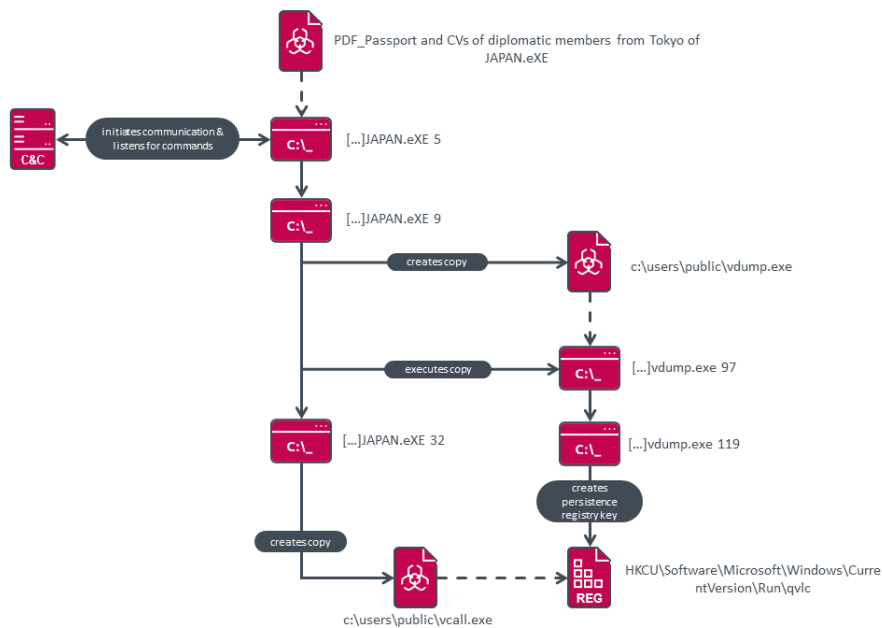 PDF_Passport and CVs of diplomatic members from Tokyo of
JAPAN.eXE
initiates communication &
listens for commands
C&C
C:\_
[...]JAPAN.eXE 5
C:\_
[...]JAPAN.eXE 9
creates copy
c:\users\public\vdump.exe
executes copy
C:\_
[...]vdump.exe 97
C:\_
[...]JAPAN.eXE 32
C:\_
[...]vdump.exe 119
creates
persistence
registry key
creates copy
REG
HKCU\Software\Microsoft\Windows\Curre
ntVersion\Run\qvlc
c:\users\public\vcall.exe